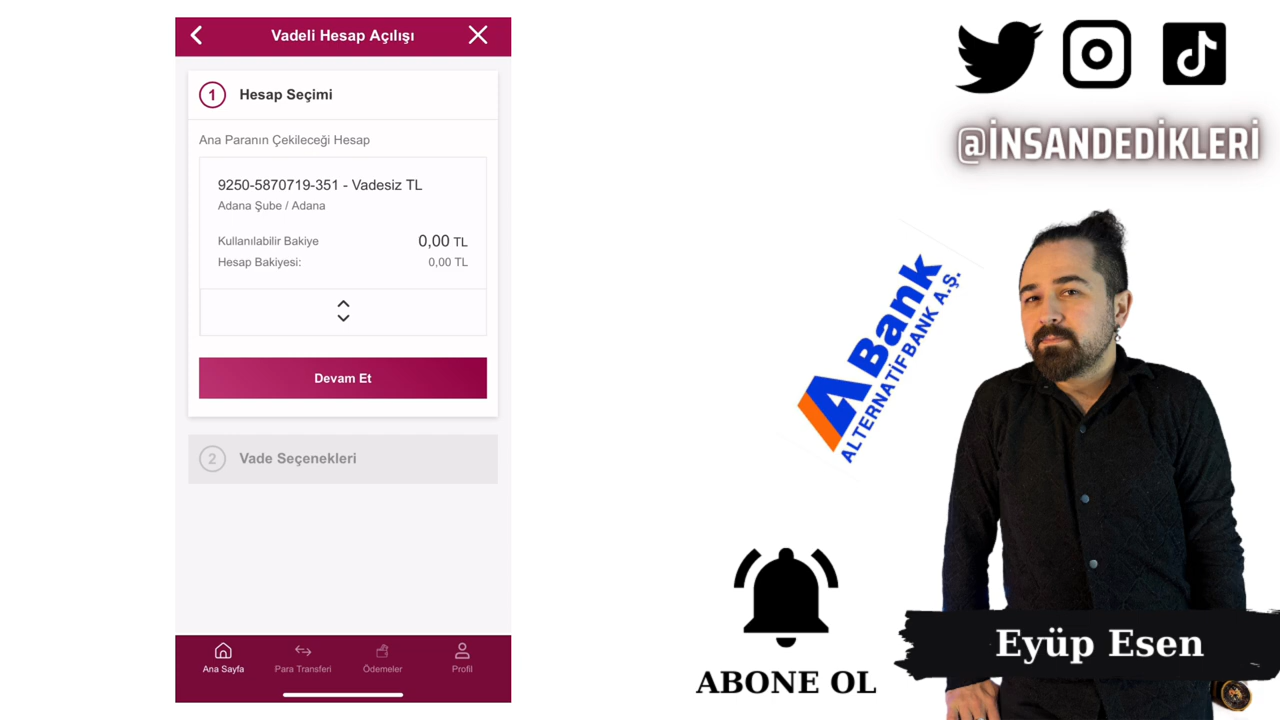 Vadeli Hesap Açılışı
1 Hesap Seçimi
Ana Paranın Çekileceği Hesap
9250-5870719-351 - Vadesiz TL
Adana Şube / Adana
Kullanılabilir Bakiye 0,00 TL
Hesap Bakiyesi: 0,00 TL
Devam Et
2 Vade Seçenekleri
Ana Sayfa Para Transferi Ödemeler Profil
@İNSANDEDİKLERİ
ABank
ALTERNATİFBANK A.Ş.
ABONE OL
Eyüp Esen